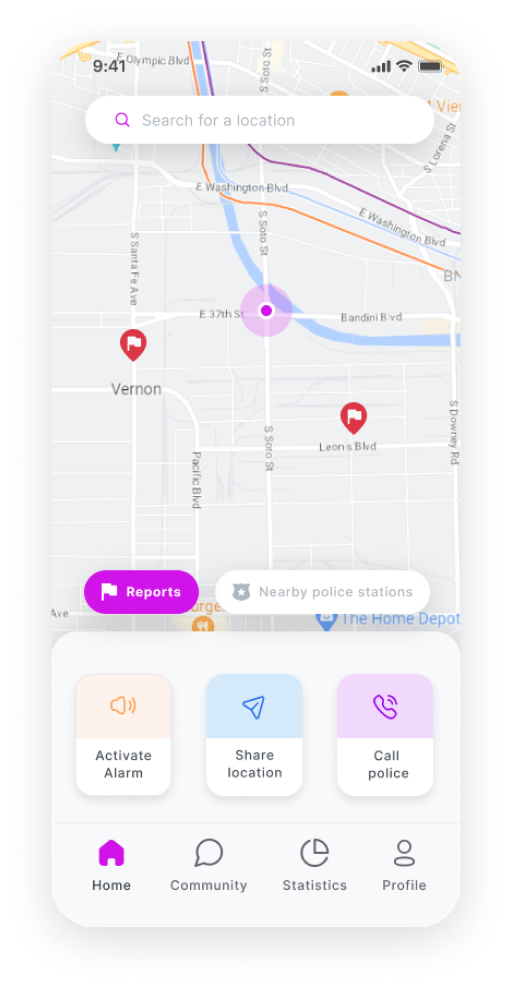 E Olympic Blvd
9:41
S Soto St
Vier
Search for a location
S Lorena St
E Washington Blvd
E Washington Blvd
S Soto St
S Santa Fe Ave
BN
E 37th St
Bandini Blvd
Vernon
S Soto St
Leonis Blvd
S Downey Rd
Pacific Blvd
Reports
Nearby police stations
Ave
urge
The Home Depot
Activate
Alarm
Share
location
Call
police
Home
Community
Statistics
Profile